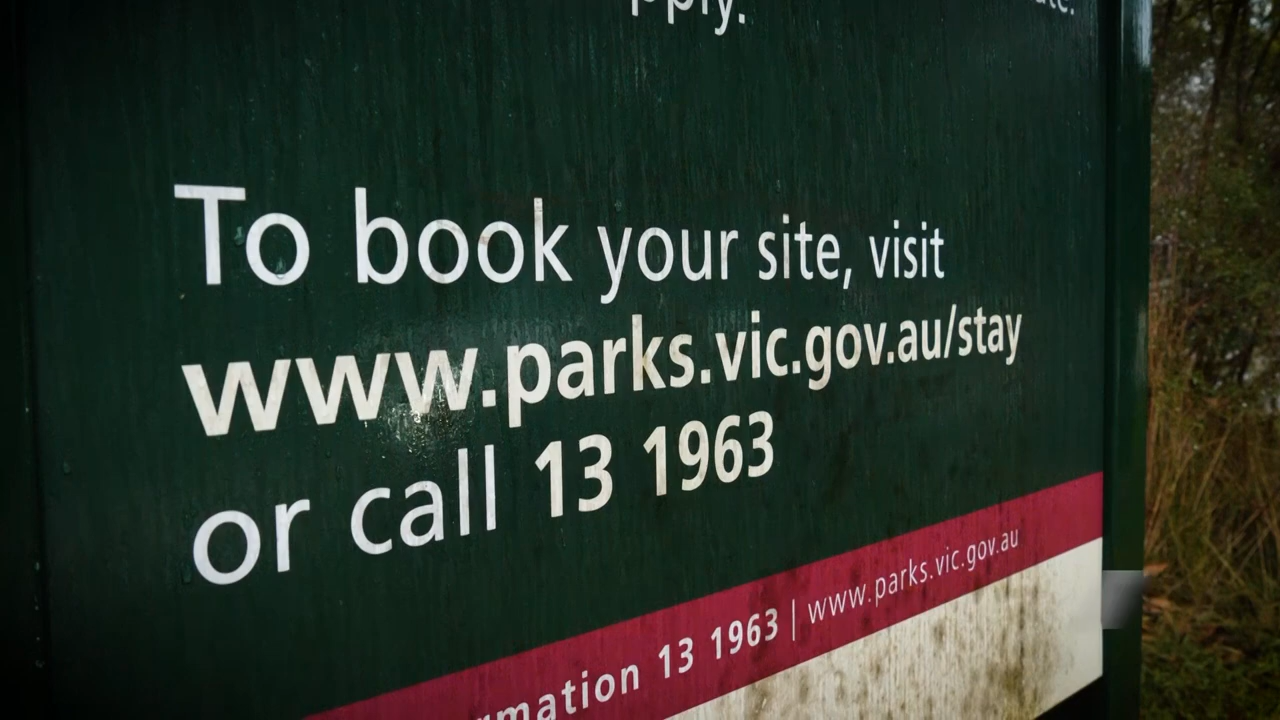 To book your site, visit
www.parks.vic.gov.au/stay
or call 13 1963
13 1963 | www.parks.vic.gov.au